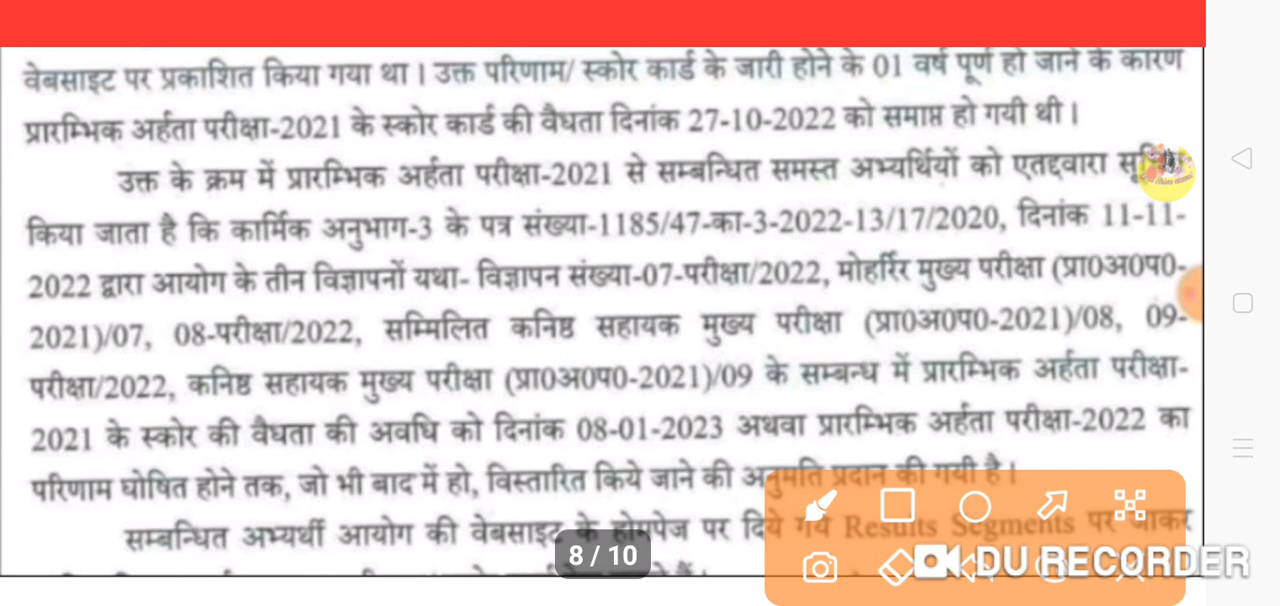 वेबसाइट पर प्रकाशित किया गया था। उक्त परिणाम/ स्कोर कार्ड के जारी होने के 01 वर्ष पूर्ण हो जाने के कारण
प्रारम्भिक अर्हता परीक्षा-2021 के स्कोर कार्ड की वैधता दिनांक 27-10-2022 को समाप्त हो गयी थी।
उक्त के क्रम में प्रारम्भिक अर्हता परीक्षा-2021 से सम्बन्धित समस्त अभ्यर्थियों को एतद्द्वारा
किया जाता है कि कार्मिक अनुभाग-3 के पत्र संख्या-1185/47-का-3-2022-13/17/2020, दिनांक 11-11-
2022 द्वारा आयोग के तीन विज्ञापनों यथा- विज्ञापन संख्या-07-परीक्षा/2022, मोहर्रिर मुख्य परीक्षा (प्रा0अ0प0-
2021)/07, 08-परीक्षा/2022, सम्मिलित कनिष्ठ सहायक मुख्य परीक्षा (प्रा0अ0प0-2021)/08, 09-
परीक्षा/2022, कनिष्ठ सहायक मुख्य परीक्षा (प्रा0अ0प0-2021)/09 के सम्बन्ध में प्रारम्भिक अर्हता परीक्षा-
2021 के स्कोर की वैधता की अवधि को दिनांक 08-01-2023 अथवा प्रारम्भिक अर्हता परीक्षा-2022 का
परिणाम घोषित होने तक, जो भी बाद में हो, विस्तारित किये जाने की अनुमति प्रदान की गयी है।
सम्बन्धित अभ्यर्थी आयोग की वेबसाइट के होमपेज पर दिये गये Results Segments पर जाकर
8 / 10
DU RECORDER